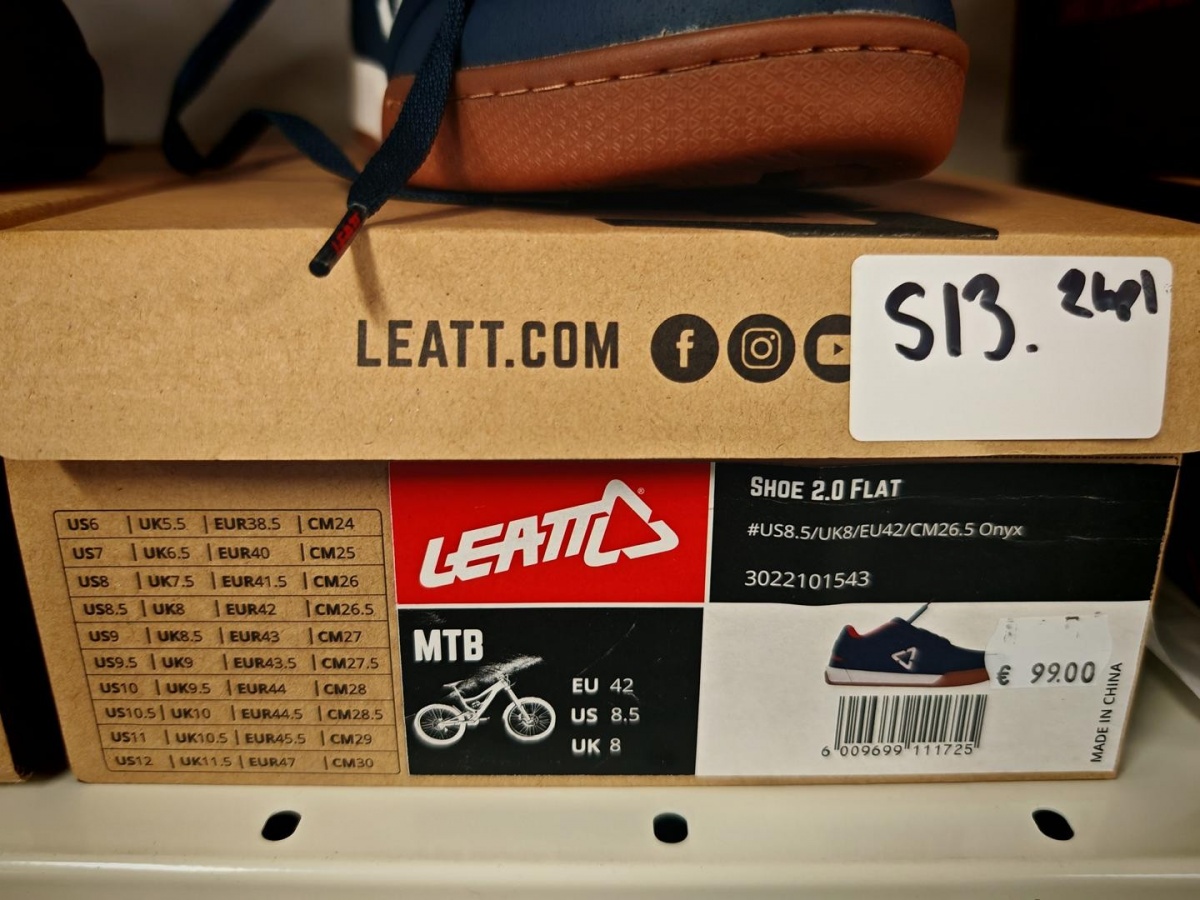 LEATT.COM
S13.
US6 | UK5.5 | EUR38.5 | CM24
US7 | UK6.5 | EUR40 | CM25
US8 | UK7.5 | EUR41.5 | CM26
US8.5 | UK8 | EUR42 | CM26.5
US9 | UK8.5 | EUR43 | CM27
US9.5 | UK9 | EUR43.5 | CM27.5
US10 | UK9.5 | EUR44 | CM28
US10.5 | UK10 | EUR44.5 | CM28.5
US11 | UK10.5 | EUR45.5 | CM29
US12 | UK11.5 | EUR47 | CM30
LEATT
MTB
EU 42
US 8.5
UK 8
SHOE 2.0 FLAT
#US8.5/UK8/EU42/CM26.5 Onyx
3022101543
€ 99.00
6 009699 111725
MADE IN CHINA